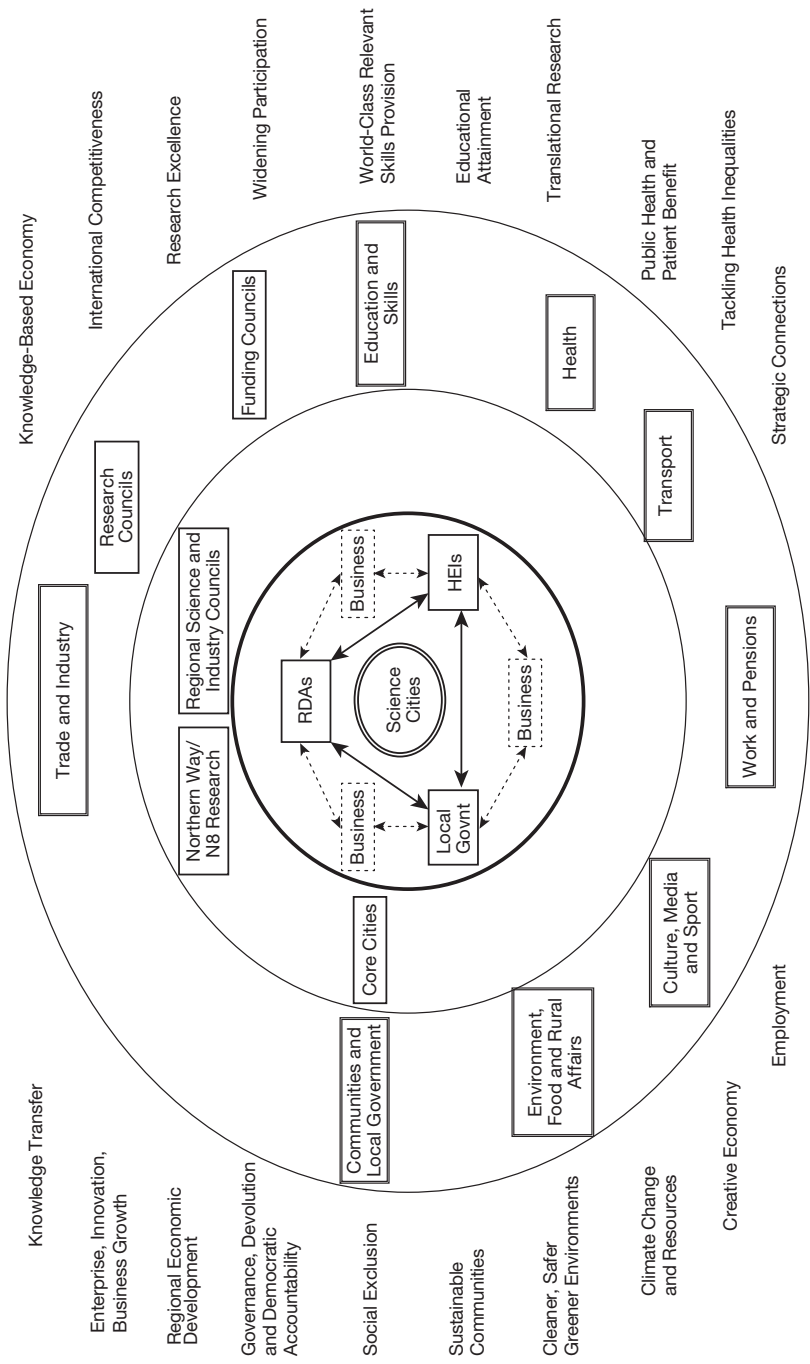 Knowledge Transfer
Enterprise, Innovation,
Business Growth
Regional Economic
Development
Governance, Devolution
and Democratic
Accountability
Social Exclusion
Sustainable
Communities
Cleaner, Safer
Greener Environments
Climate Change
and Resources
Creative Economy
Employment
Knowledge-Based Economy
International Competitiveness
Research Excellence
Widening Participation
World-Class Relevant
Skills Provision
Educational
Attainment
Translational Research
Public Health and
Patient Benefit
Tackling Health Inequalities
Strategic Connections
Trade and Industry
Research
Councils
Funding Councils
Education and
Skills
Health
Transport
Work and Pensions
Culture, Media
and Sport
Environment,
Food and Rural
Affairs
Communities and
Local Government
Core Cities
Northern Way/
N8 Research
Regional Science and
Industry Councils
RDAs
Business
Business
Science
Cities
Local
Govnt
HEIs
Business